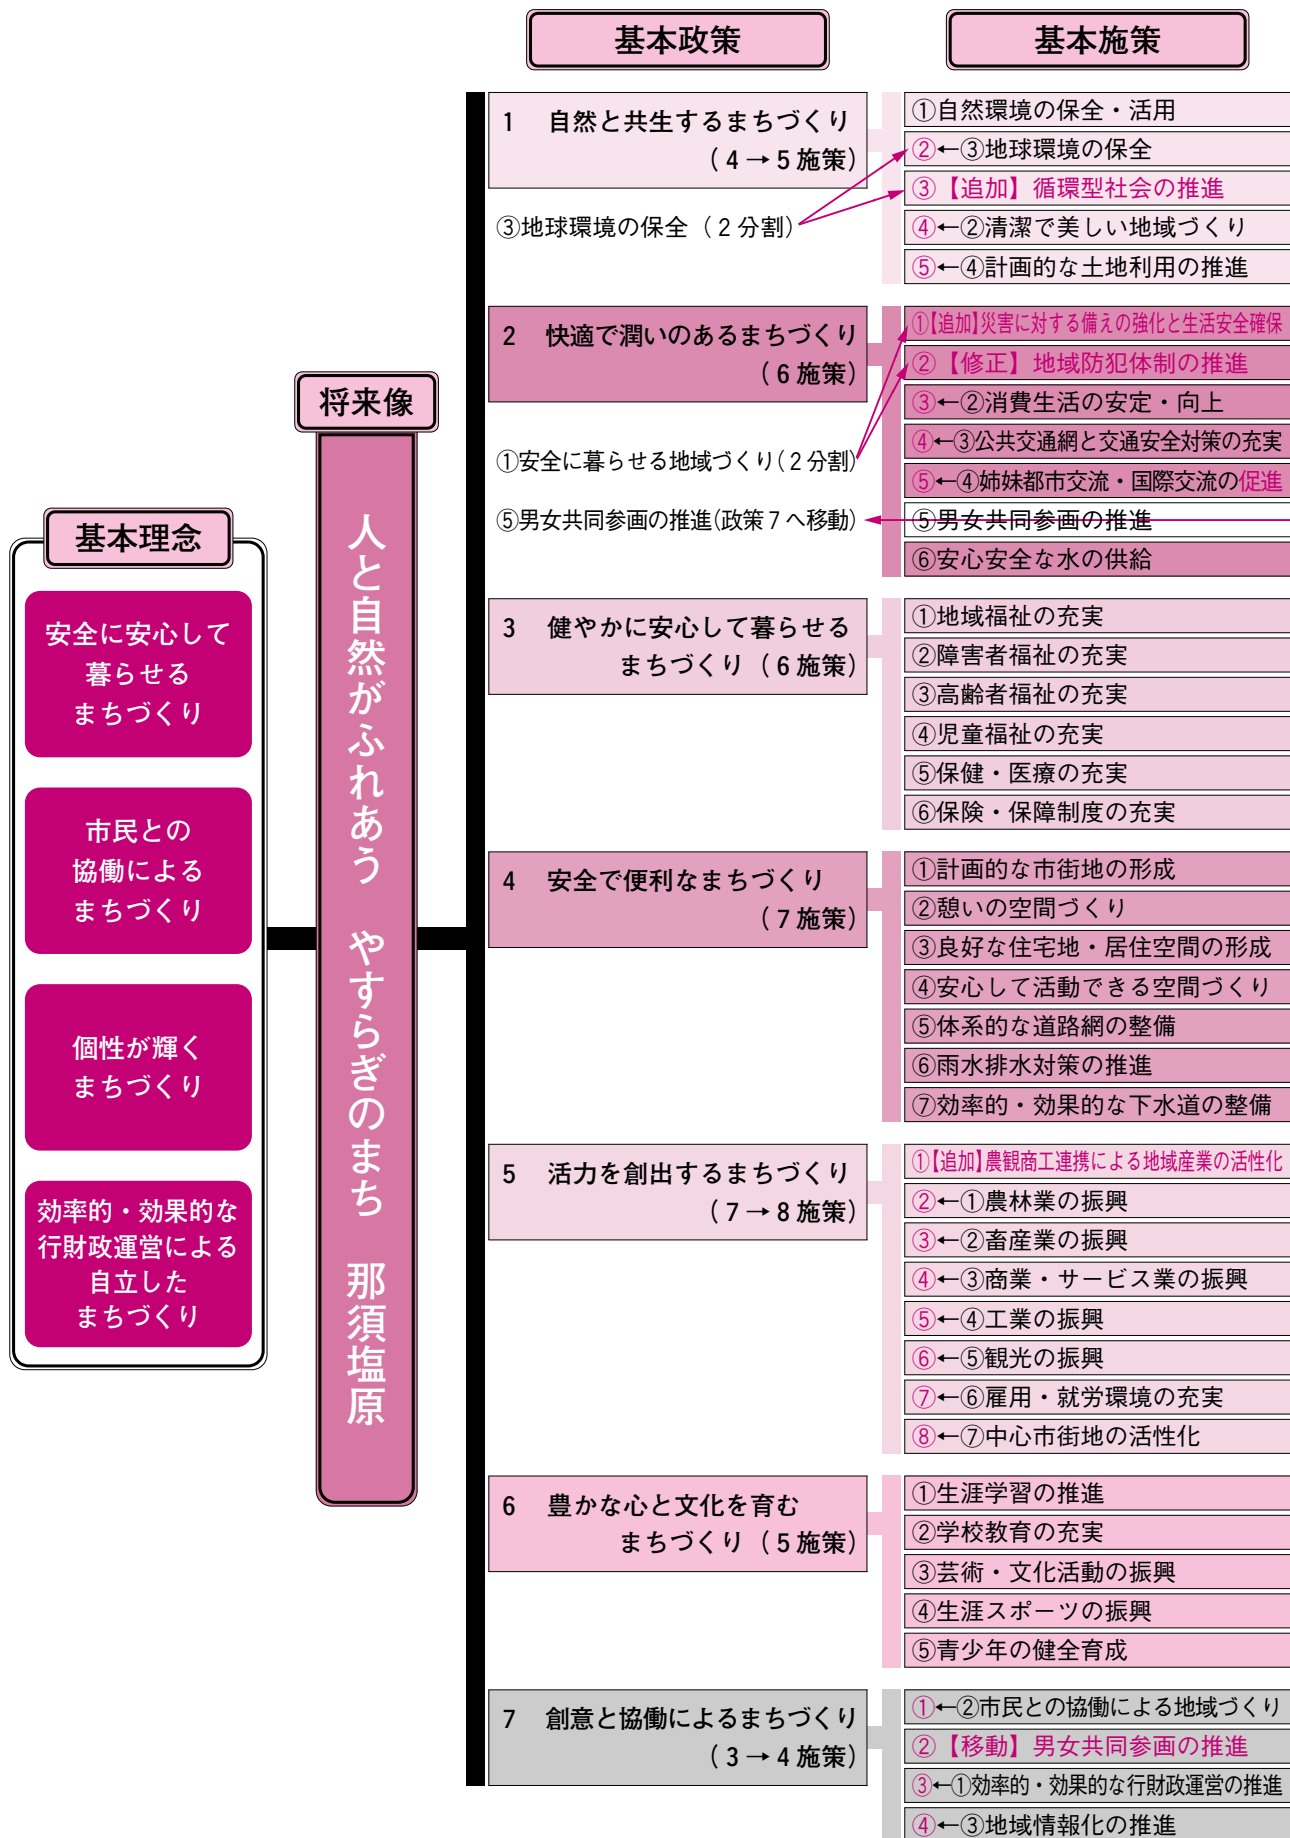 基本理念
安全に安心して
暮らせる
まちづくり
市民との
協働による
まちづくり
個性が輝く
まちづくり
効率的・効果的な
行財政運営による
自立した
まちづくり
将来像
人と自然がふれあう　やすらぎのまち　那須塩原
基本政策
基本施策
1　自然と共生するまちづくり
（4→5施策）
③地球環境の保全（2分割）
①自然環境の保全・活用
②←③地球環境の保全
③【追加】循環型社会の推進
④←②清潔で美しい地域づくり
⑤←④計画的な土地利用の推進
2　快適で潤いのあるまちづくり
（6施策）
①安全に暮らせる地域づくり（2分割）
⑤男女共同参画の推進（政策7へ移動）
①【追加】災害に対する備えの強化と生活安全確保
②【修正】地域防犯体制の推進
③←②消費生活の安定・向上
④←③公共交通網と交通安全対策の充実
⑤←④姉妹都市交流・国際交流の促進
⑤男女共同参画の推進
⑥安心安全な水の供給
3　健やかに安心して暮らせる
まちづくり（6施策）
①地域福祉の充実
②障害者福祉の充実
③高齢者福祉の充実
④児童福祉の充実
⑤保健・医療の充実
⑥保険・保障制度の充実
4　安全で便利なまちづくり
（7施策）
①計画的な市街地の形成
②憩いの空間づくり
③良好な住宅地・居住空間の形成
④安心して活動できる空間づくり
⑤体系的な道路網の整備
⑥雨水排水対策の推進
⑦効率的・効果的な下水道の整備
5　活力を創出するまちづくり
（7→8施策）
①【追加】農観商工連携による地域産業の活性化
②←①農林業の振興
③←②畜産業の振興
④←③商業・サービス業の振興
⑤←④工業の振興
⑥←⑤観光の振興
⑦←⑥雇用・就労環境の充実
⑧←⑦中心市街地の活性化
6　豊かな心と文化を育む
まちづくり（5施策）
①生涯学習の推進
②学校教育の充実
③芸術・文化活動の振興
④生涯スポーツの振興
⑤青少年の健全育成
7　創意と協働によるまちづくり
（3→4施策）
①←②市民との協働による地域づくり
②【移動】男女共同参画の推進
③←①効率的・効果的な行財政運営の推進
④←③地域情報化の推進